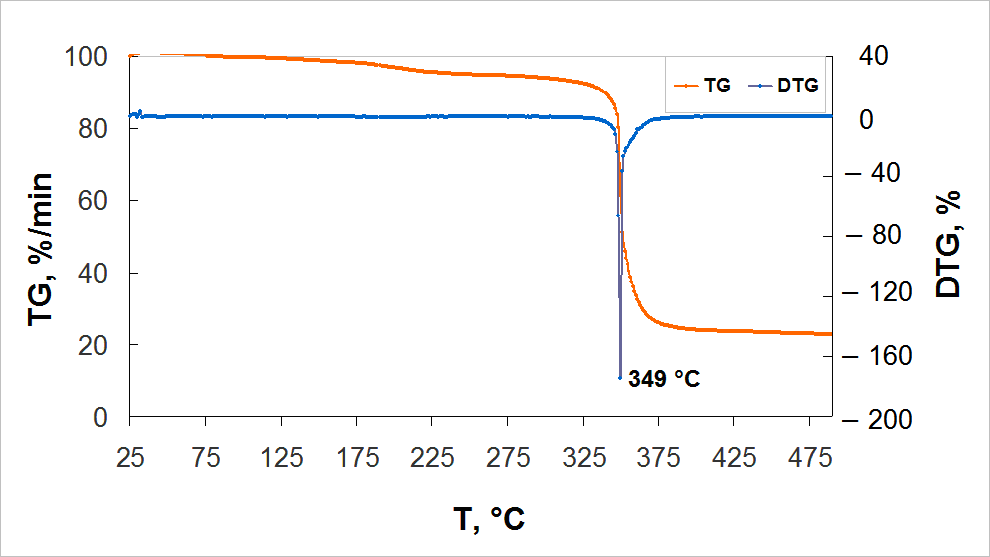 100
80
60
40
20
0
TG, %/min
TG
DTG
40
0
– 40
– 80
– 120
– 160
– 200
DTG, %
349 °C
25 75 125 175 225 275 325 375 425 475
T, °C